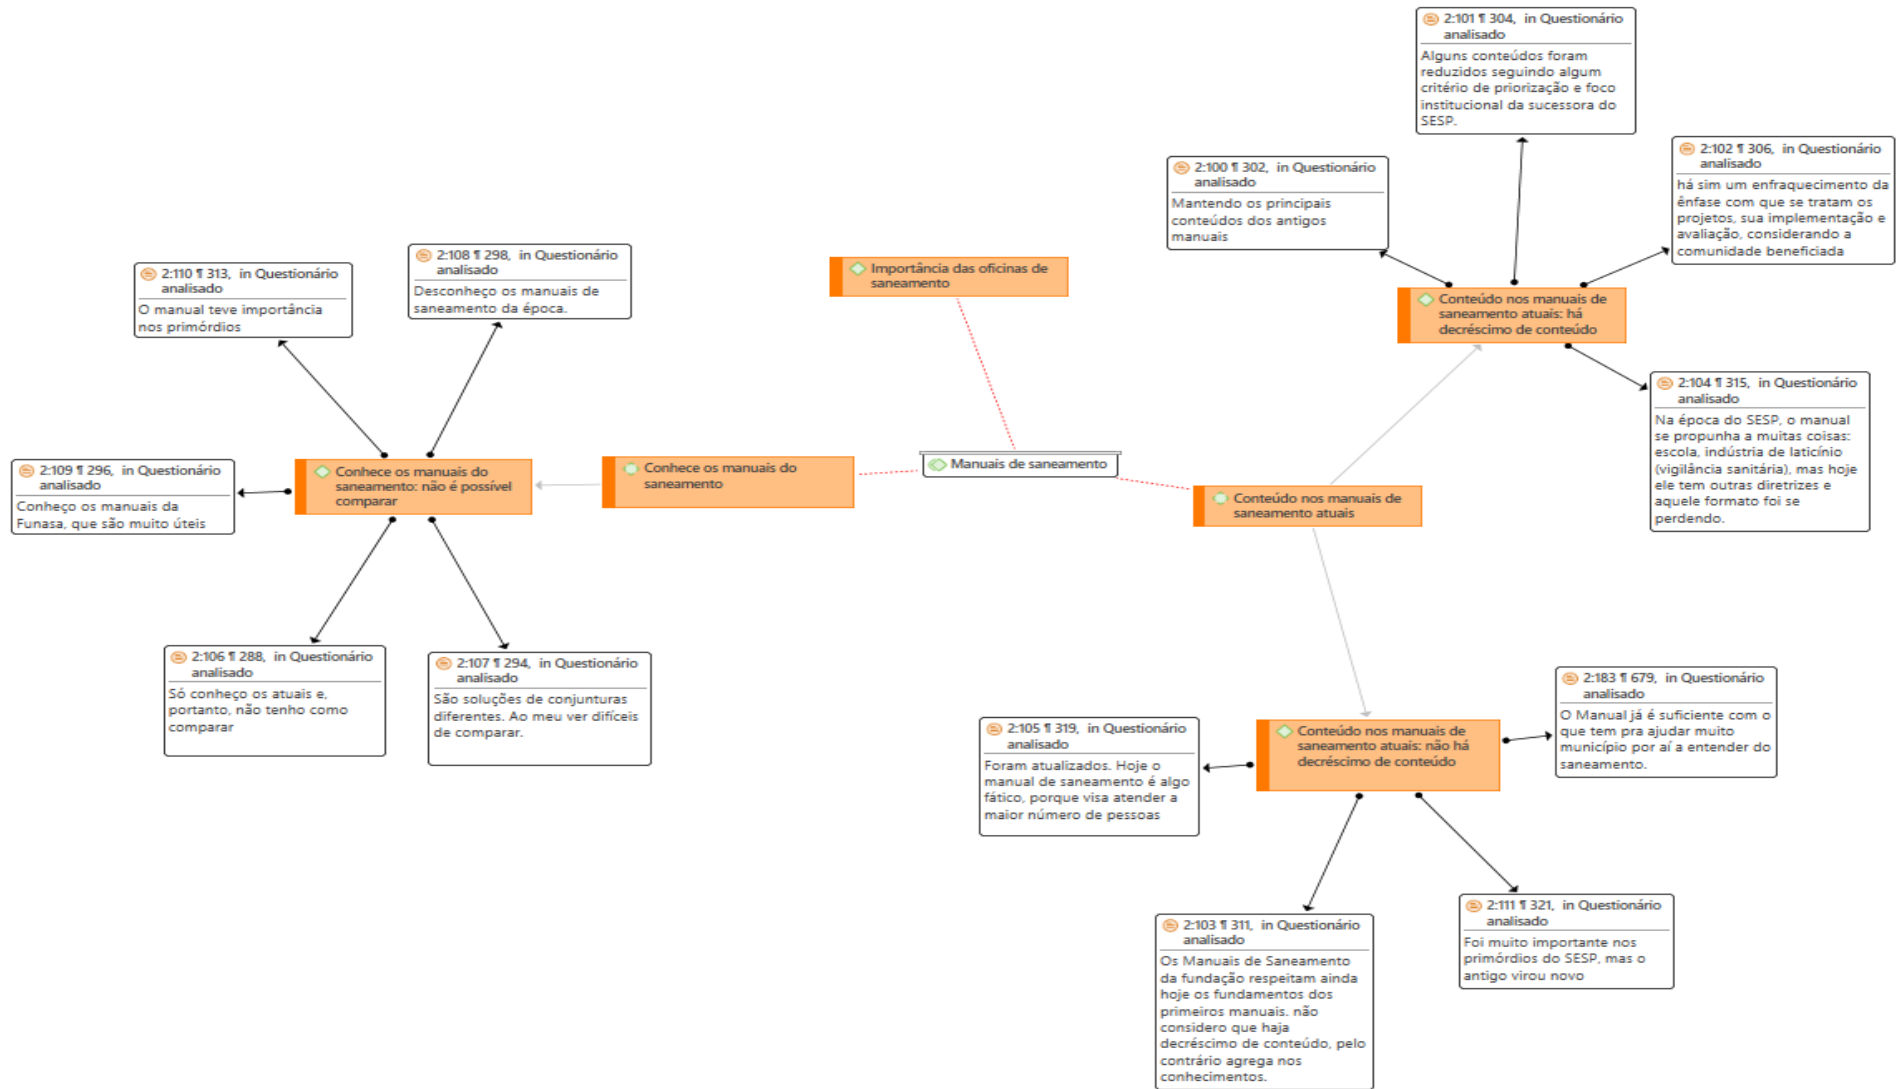 2:101 ¶ 304, in Questionário
analisado
Alguns conteúdos foram
reduzidos seguindo algum
critério de priorização e foco
institucional da sucessora do
SESP.
2:102 ¶ 306, in Questionário
analisado
há sim um enfraquecimento da
ênfase com que se tratam os
projetos, sua implementação e
avaliação, considerando a
comunidade beneficiada
2:100 ¶ 302, in Questionário
analisado
Mantendo os principais
conteúdos dos antigos
manuais
2:108 ¶ 298, in Questionário
analisado
Desconheço os manuais de
saneamento da época.
2:110 ¶ 313, in Questionário
analisado
O manual teve importância
nos primórdios
Importância das oficinas de
saneamento
Conteúdo nos manuais de
saneamento atuais: há
decréscimo de conteúdo
2:104 ¶ 315, in Questionário
analisado
Na época do SESP, o manual
se propunha a muitas coisas:
escola, indústria de laticínio
(vigilância sanitária), mas hoje
ele tem outras diretrizes e
aquele formato foi se
perdendo.
2:109 ¶ 296, in Questionário
analisado
Conheço os manuais da
Funasa, que são muito úteis
Conhece os manuais do
saneamento: não é possível
comparar
Conhece os manuais do
saneamento
Manuais de saneamento
Conteúdo nos manuais de
saneamento atuais
2:106 ¶ 288, in Questionário
analisado
Só conheço os atuais e,
portanto, não tenho como
comparar
2:107 ¶ 294, in Questionário
analisado
São soluções de conjunturas
diferentes. Ao meu ver difíceis
de comparar.
2:183 ¶ 679, in Questionário
analisado
O Manual já é suficiente com o
que tem pra ajudar muito
município por aí a entender do
saneamento.
2:105 ¶ 319, in Questionário
analisado
Foram atualizados. Hoje o
manual de saneamento é algo
fático, porque visa atender a
maior número de pessoas
Conteúdo nos manuais de
saneamento atuais: não há
decréscimo de conteúdo
2:103 ¶ 311, in Questionário
analisado
Os Manuais de Saneamento
da fundação respeitam ainda
hoje os fundamentos dos
primeiros manuais. não
considero que haja
decréscimo de conteúdo, pelo
contrário agrega nos
conhecimentos.
2:111 ¶ 321, in Questionário
analisado
Foi muito importante nos
primórdios do SESP, mas o
antigo virou novo